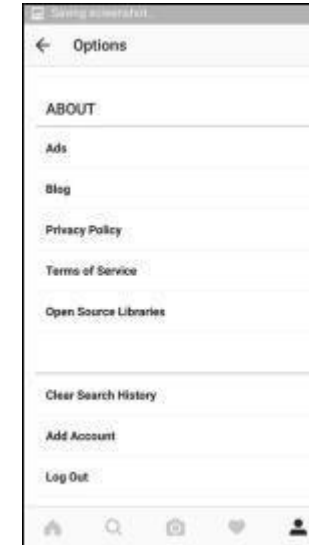 Saving screenshot...
Options
ABOUT
Ads
Blog
Privacy Policy
Terms of Service
Open Source Libraries
Clear Search History
Add Account
Log Out